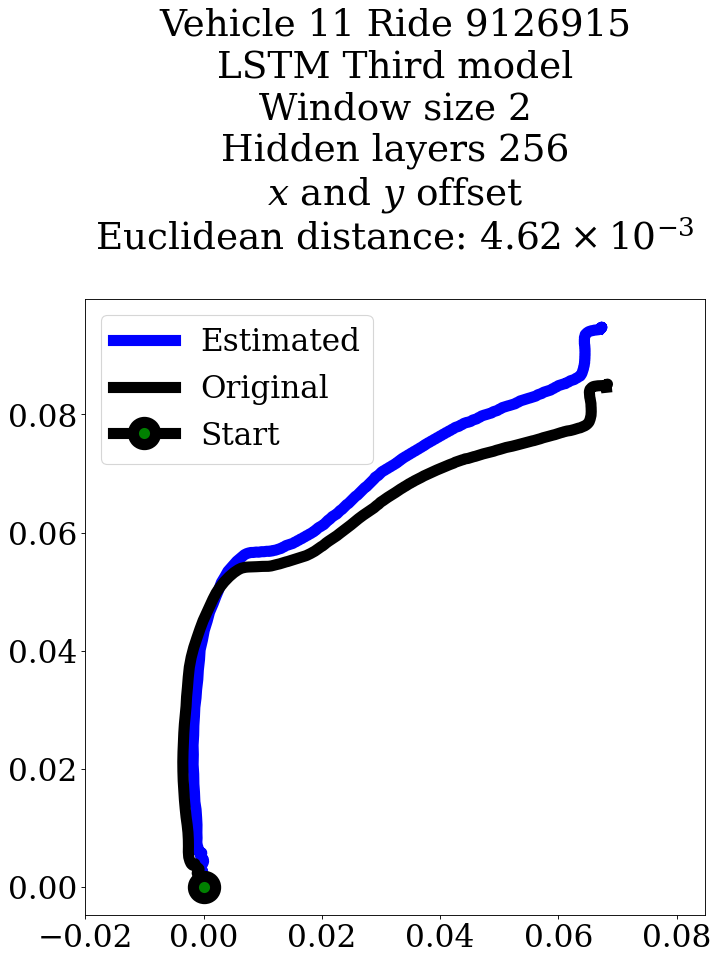 Vehicle 11 Ride 9126915
LSTM Third model
Window size 2
Hidden layers 256
x and y offset
Euclidean distance: 4.62 × 10⁻³
Estimated
Original
Start
0.08
0.06
0.04
0.02
0.00
−0.02 0.00 0.02 0.04 0.06 0.08